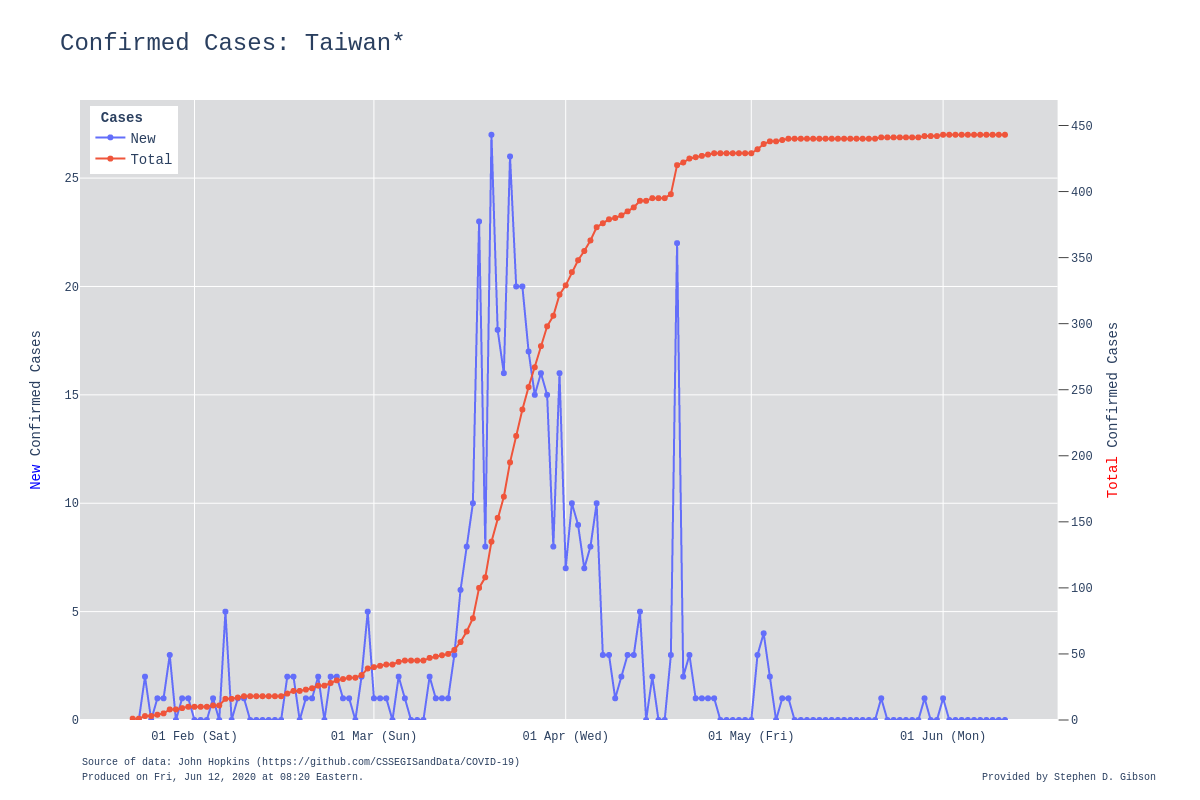 Confirmed Cases: Taiwan*
Cases
New
Total
25
20
15
10
5
0
450
400
350
300
250
200
150
100
50
0
New Confirmed Cases
Total Confirmed Cases
01 Feb (Sat)
01 Mar (Sun)
01 Apr (Wed)
01 May (Fri)
01 Jun (Mon)
Source of data: John Hopkins (https://github.com/CSSEGISandData/COVID-19)
Produced on Fri, Jun 12, 2020 at 08:20 Eastern.
Provided by Stephen D. Gibson